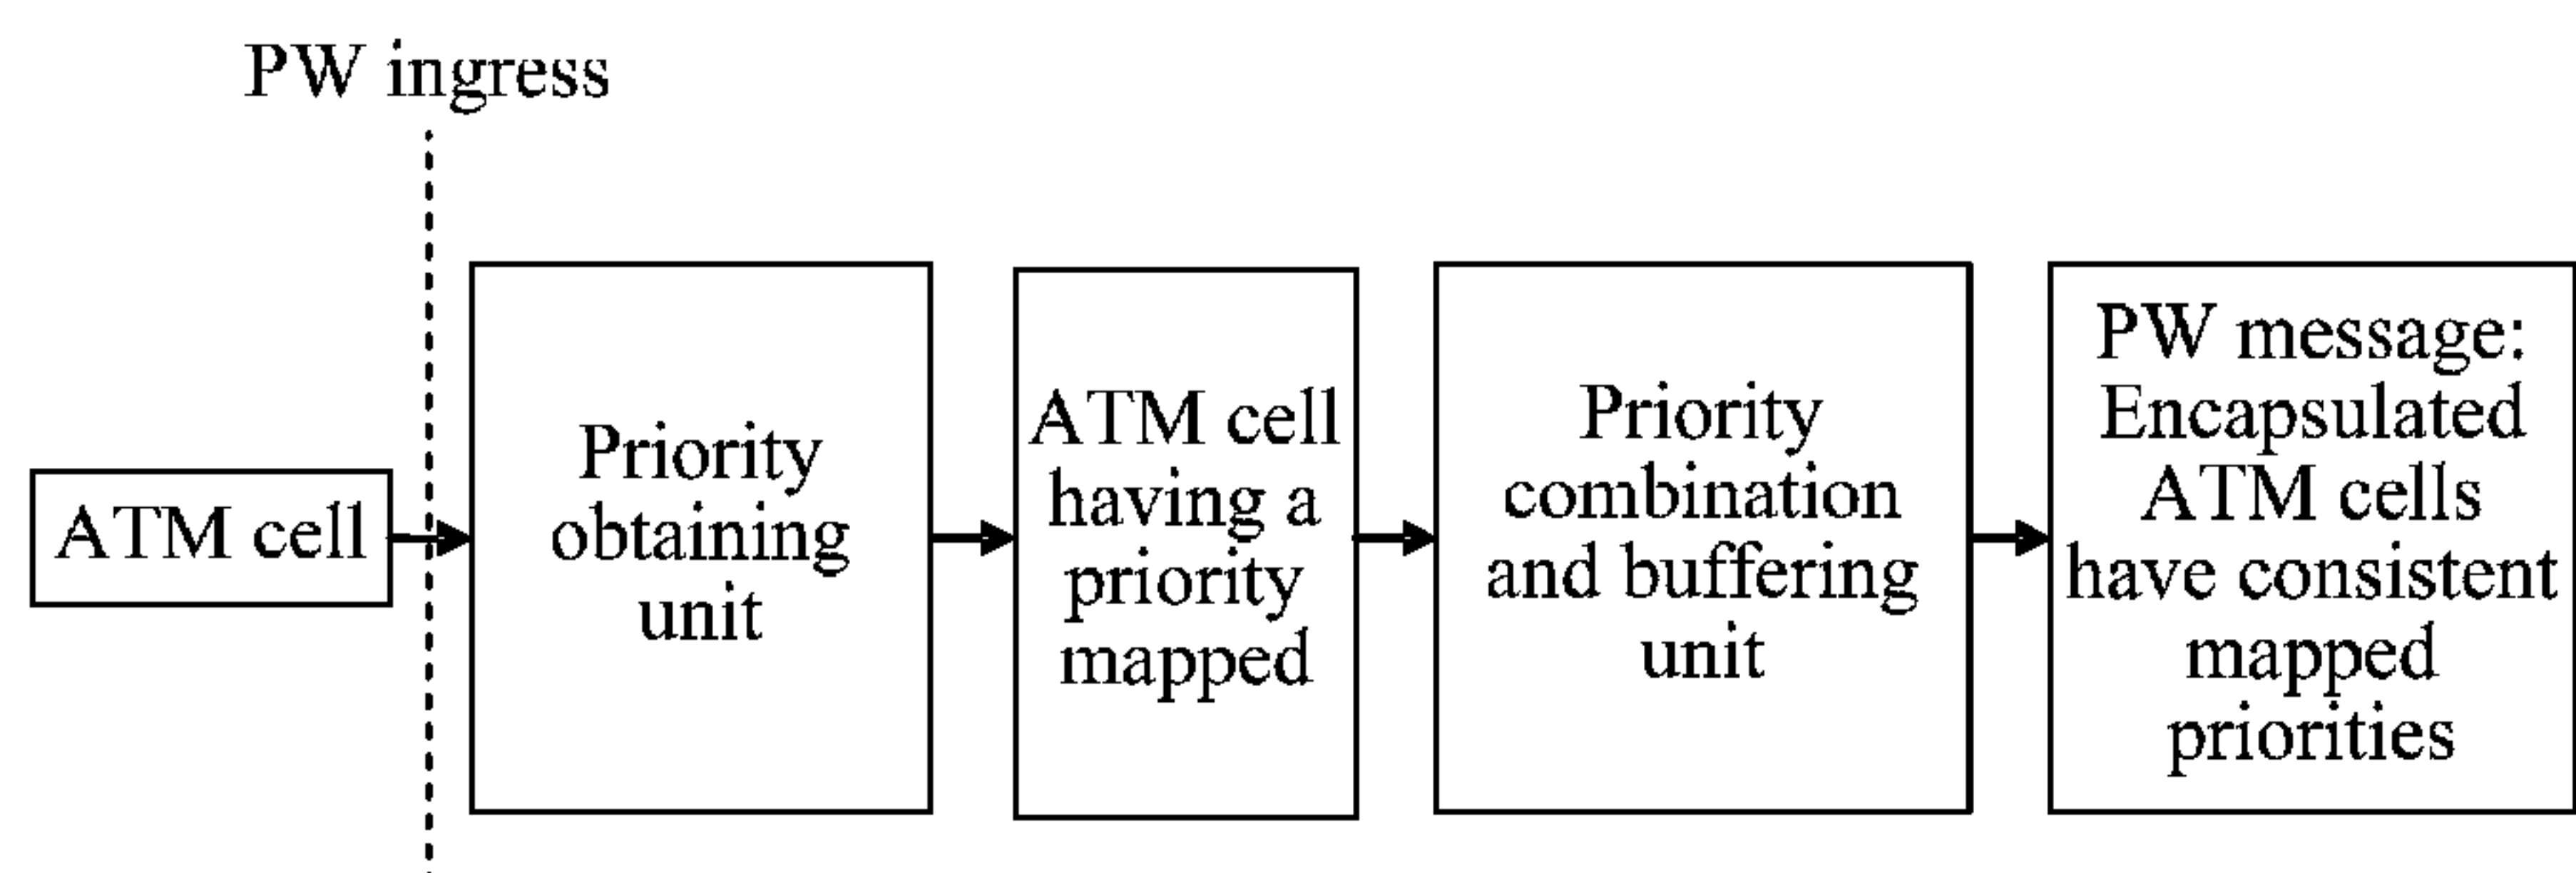 PW ingress
ATM cell
Priority
obtaining
unit
ATM cell
having a
priority
mapped
Priority
combination
and buffering
unit
PW message:
Encapsulated
ATM cells
have consistent
mapped
priorities